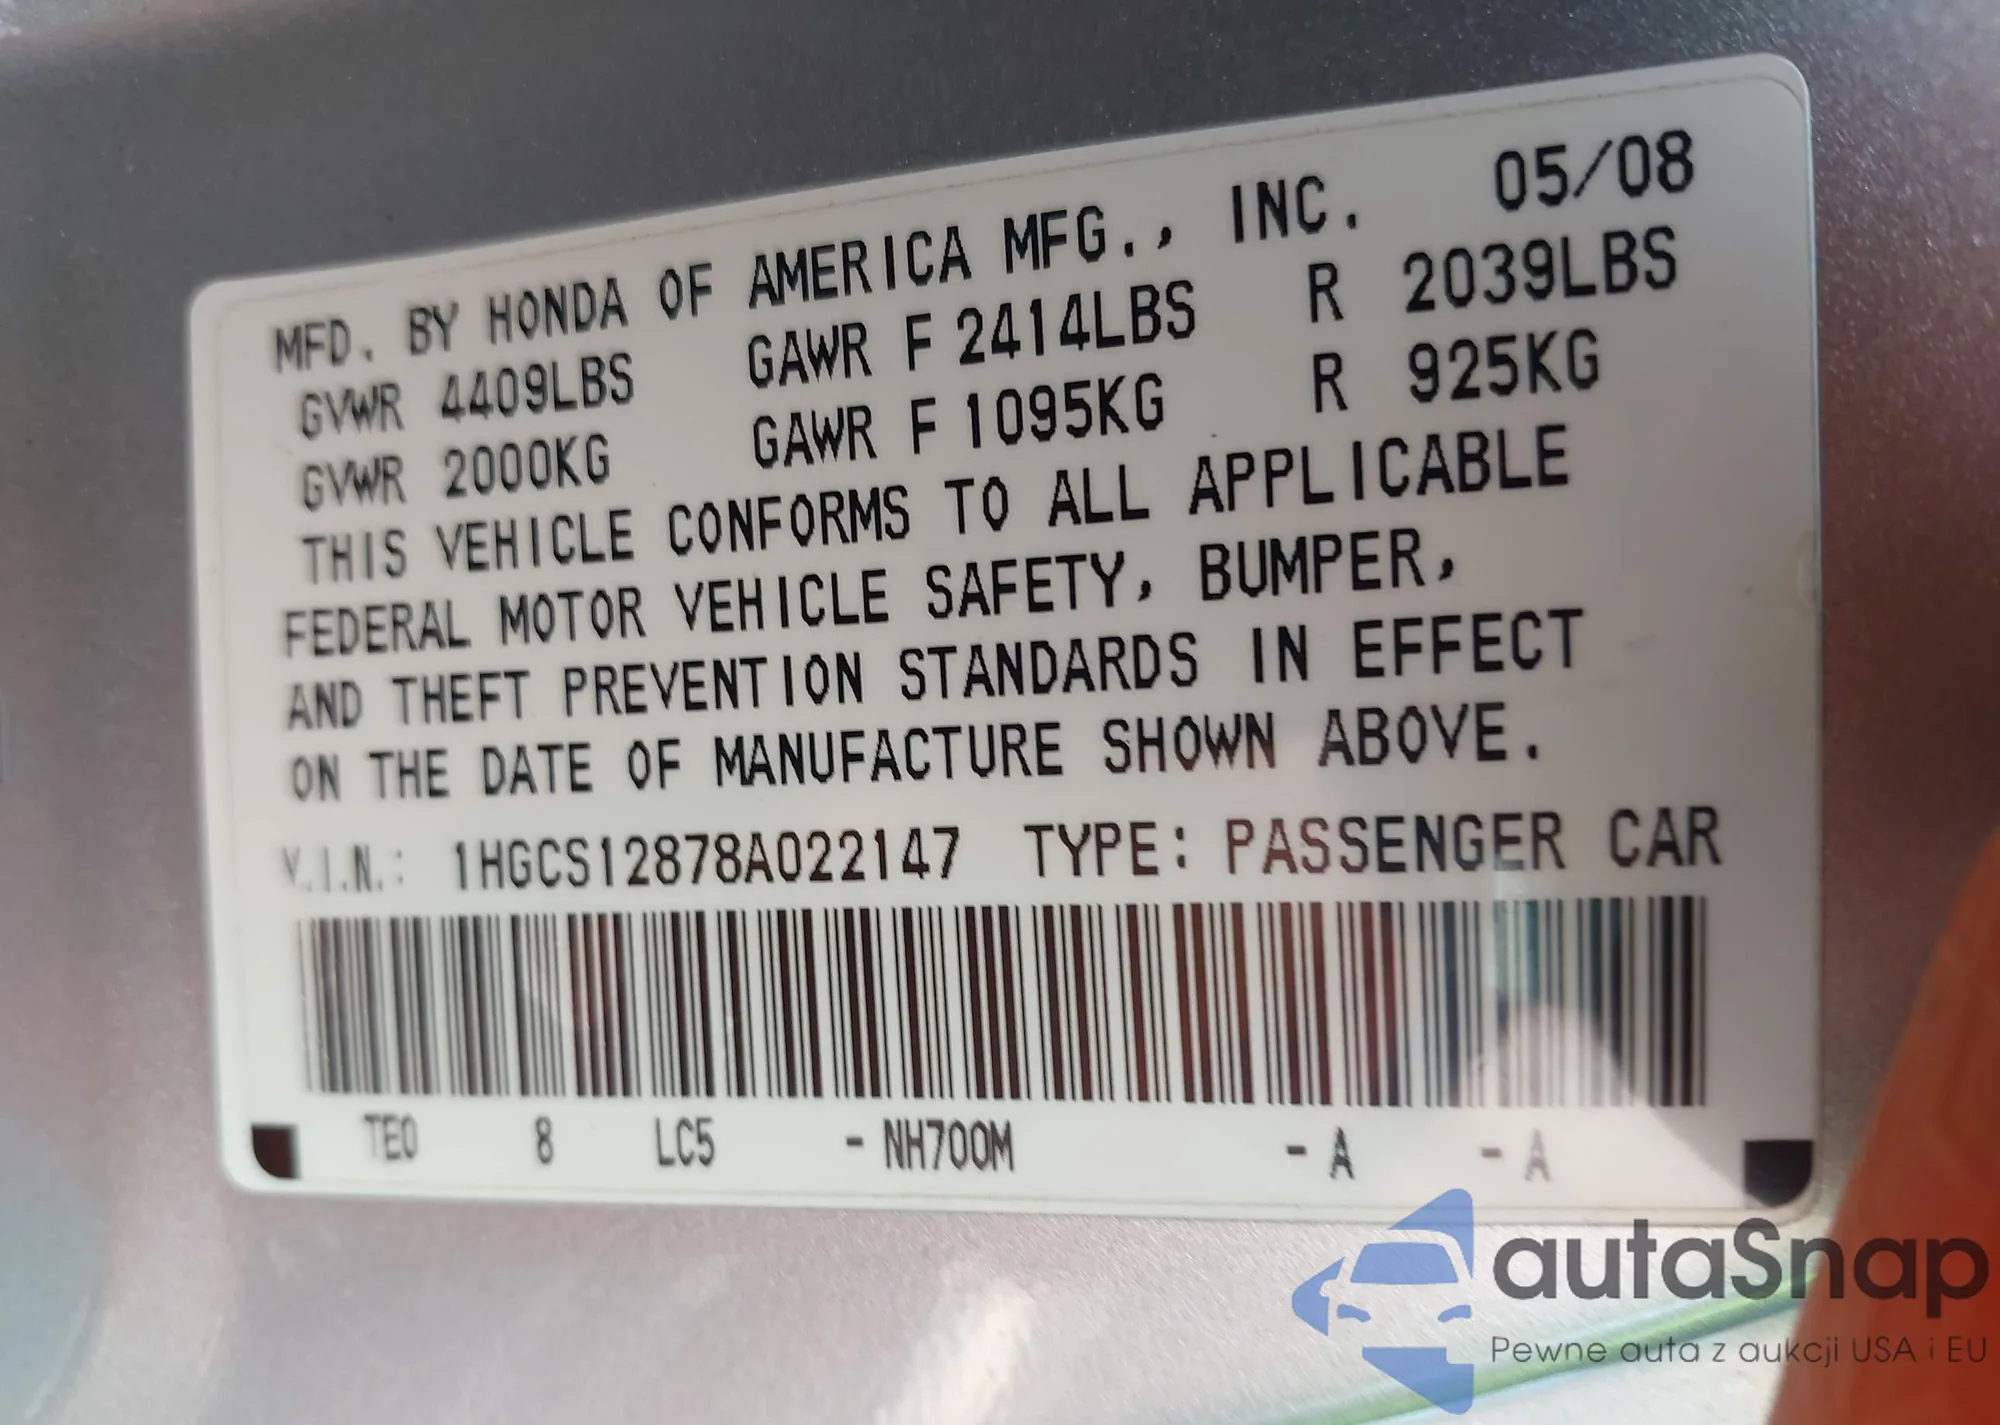 MFD. BY HONDA OF AMERICA MFG., INC. 05/08
GVWR 4409LBS GAWR F 2414LBS R 2039LBS
GVWR 2000KG GAWR F 1095KG R 925KG
THIS VEHICLE CONFORMS TO ALL APPLICABLE
FEDERAL MOTOR VEHICLE SAFETY, BUMPER,
AND THEFT PREVENTION STANDARDS IN EFFECT
ON THE DATE OF MANUFACTURE SHOWN ABOVE.
V.I.N.: 1HGCS12878A022147 TYPE: PASSENGER CAR
TE0 8 LC5 - NH700M - A - A
autaSnap
Pewne auta z aukcji USA i EU